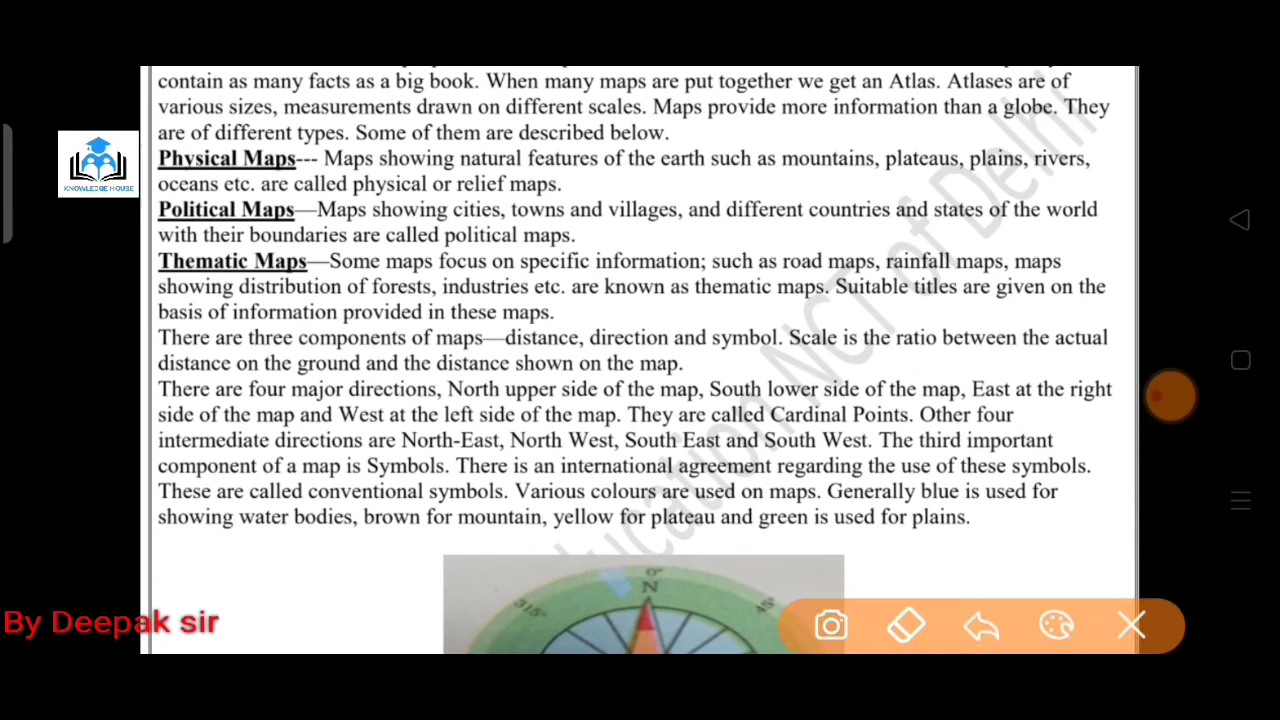 contain as many facts as a big book. When many maps are put together we get an Atlas. Atlases are of
various sizes, measurements drawn on different scales. Maps provide more information than a globe. They
are of different types. Some of them are described below.
Physical Maps--- Maps showing natural features of the earth such as mountains, plateaus, plains, rivers,
oceans etc. are called physical or relief maps.
Political Maps—Maps showing cities, towns and villages, and different countries and states of the world
with their boundaries are called political maps.
Thematic Maps—Some maps focus on specific information; such as road maps, rainfall maps, maps
showing distribution of forests, industries etc. are known as thematic maps. Suitable titles are given on the
basis of information provided in these maps.
There are three components of maps—distance, direction and symbol. Scale is the ratio between the actual
distance on the ground and the distance shown on the map.
There are four major directions, North upper side of the map, South lower side of the map, East at the right
side of the map and West at the left side of the map. They are called Cardinal Points. Other four
intermediate directions are North-East, North West, South East and South West. The third important
component of a map is Symbols. There is an international agreement regarding the use of these symbols.
These are called conventional symbols. Various colours are used on maps. Generally blue is used for
showing water bodies, brown for mountain, yellow for plateau and green is used for plains.
KNOWLEDGE HOUSE
NCT of Delhi
0°
N
315°
45°
By Deepak sir